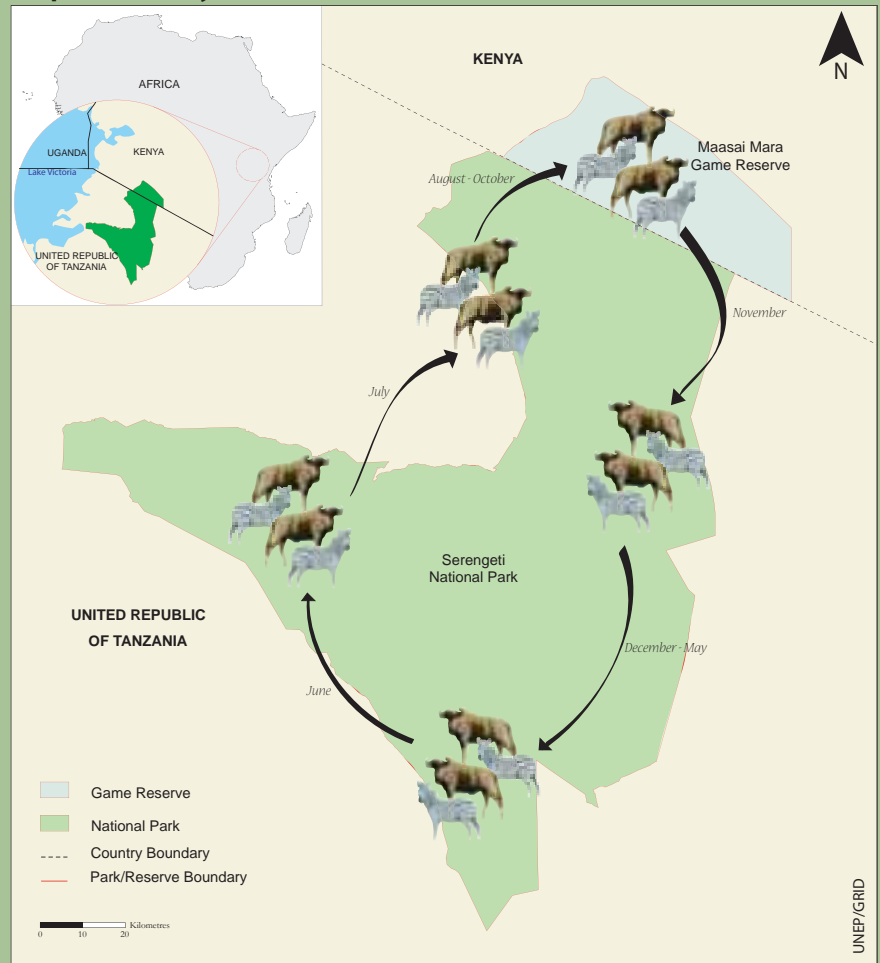 KENYA
N
AFRICA
UGANDA
KENYA
Lake Victoria
UNITED REPUBLIC
OF TANZANIA
Maasai Mara
Game Reserve
August - October
November
July
Serengeti
National Park
UNITED REPUBLIC
OF TANZANIA
December - May
June
Game Reserve
National Park
Country Boundary
Park/Reserve Boundary
Kilometres
0 10 20
UNEP/GRID